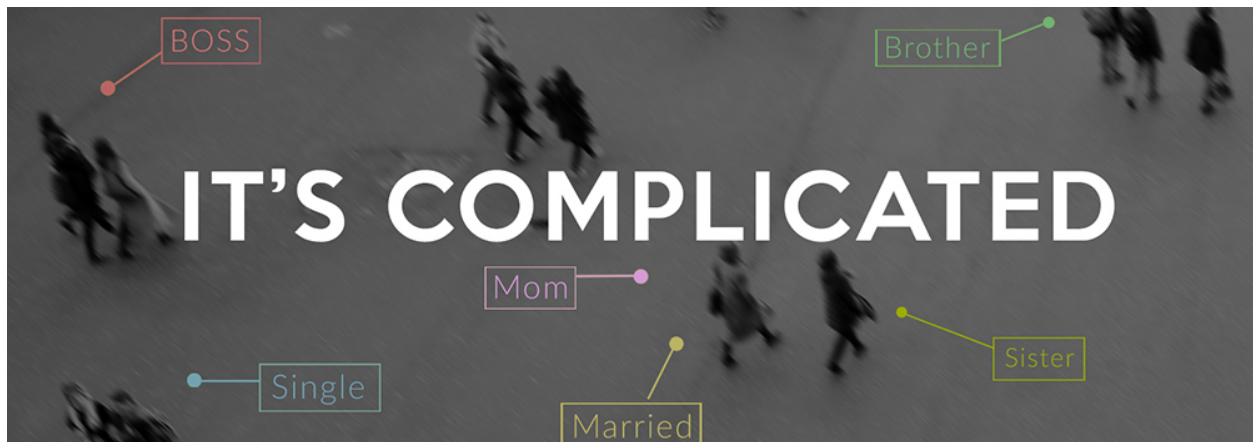 BOSS
Brother
IT'S COMPLICATED
Mom
Sister
Single
Married